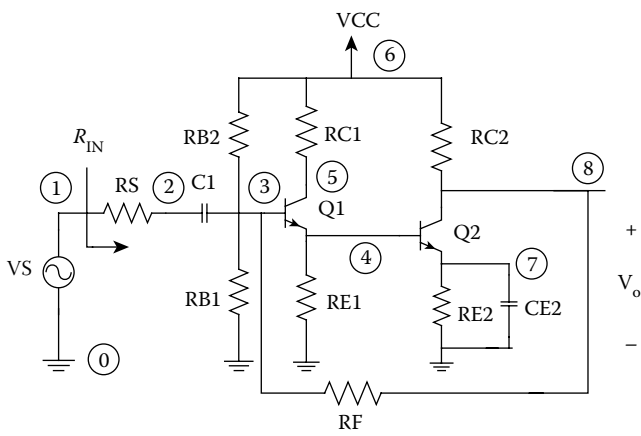 VCC
6
RB2
RC1
RC2
R_IN
1
RS
2
C1
3
5
8
Q1
Q2
+
VS
4
7
V_o
RB1
RE1
RE2
CE2
−
0
RF